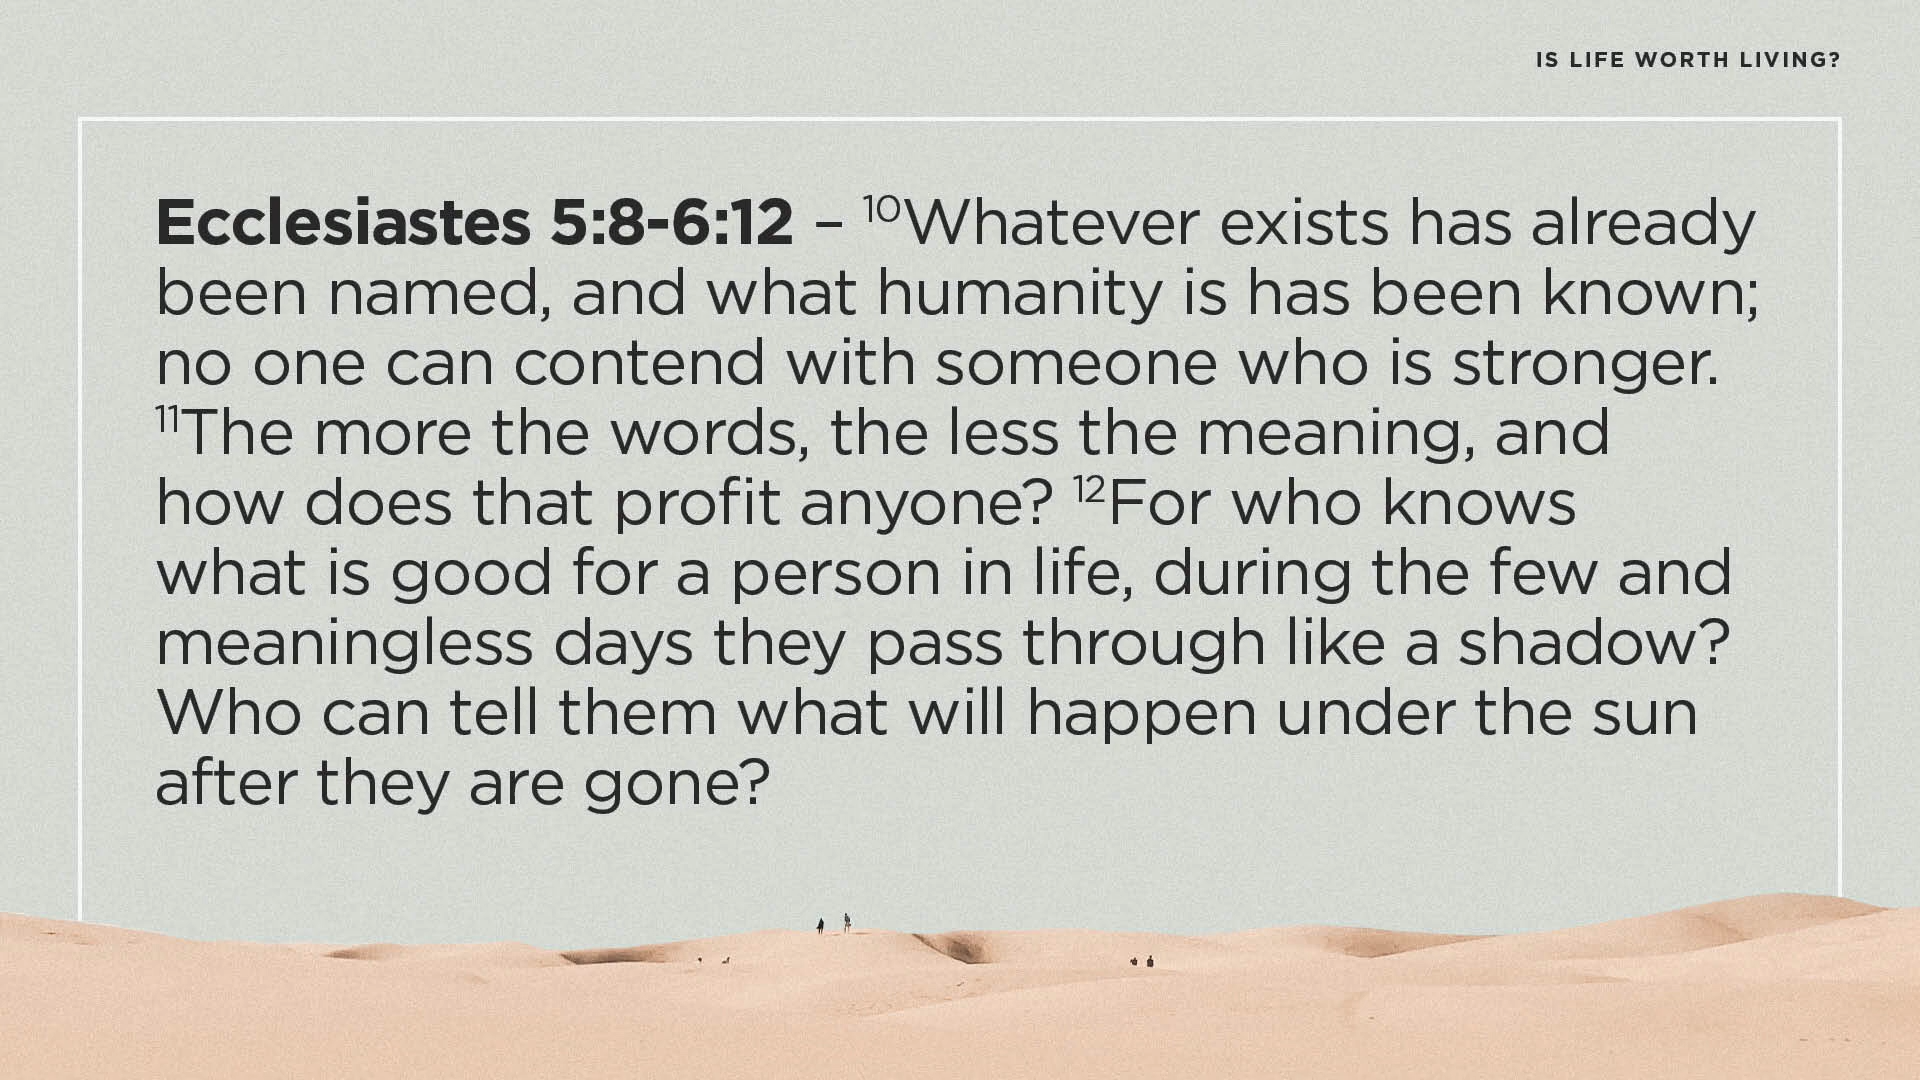 IS LIFE WORTH LIVING?
Ecclesiastes 5:8-6:12 – ¹⁰Whatever exists has already
been named, and what humanity is has been known;
no one can contend with someone who is stronger.
¹¹The more the words, the less the meaning, and
how does that profit anyone? ¹²For who knows
what is good for a person in life, during the few and
meaningless days they pass through like a shadow?
Who can tell them what will happen under the sun
after they are gone?